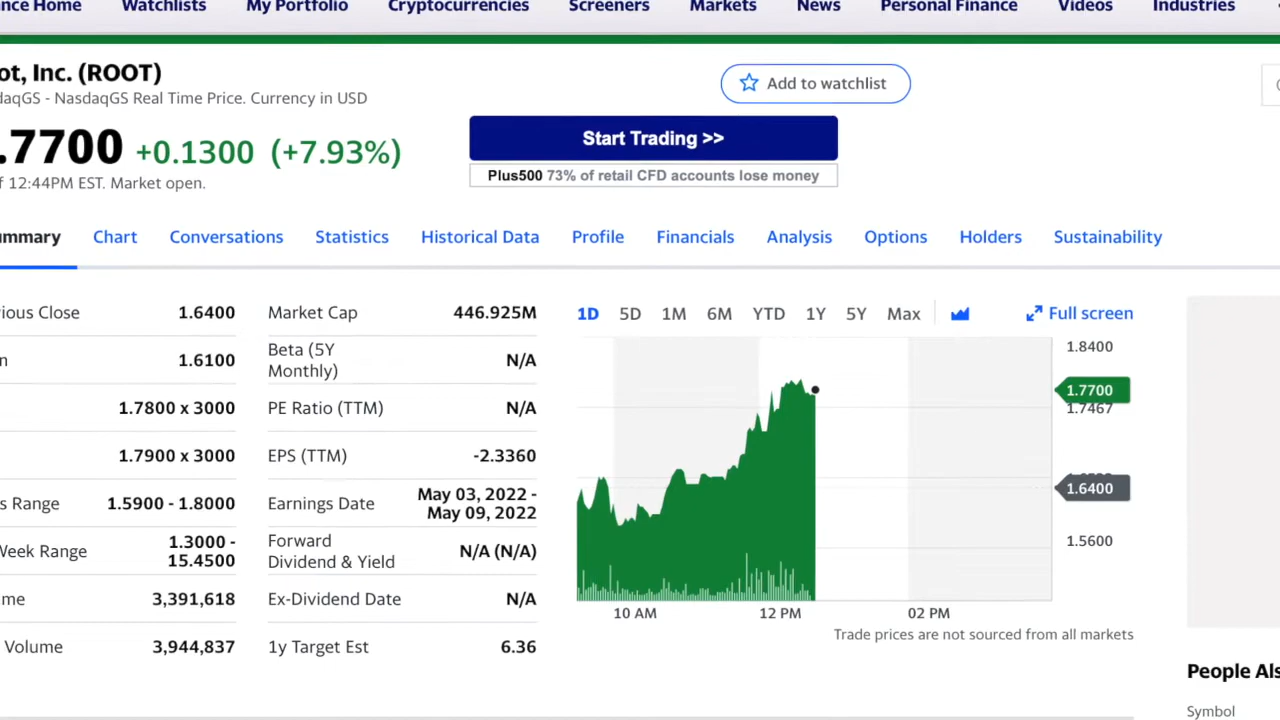 nce Home Watchlists My Portfolio Cryptocurrencies Screeners Markets News Personal Finance Videos Industries
ot, Inc. (ROOT)
daqGS - NasdaqGS Real Time Price. Currency in USD
Add to watchlist
.7700 +0.1300 (+7.93%)
f 12:44PM EST. Market open.
Start Trading >>
Plus500 73% of retail CFD accounts lose money
ummary Chart Conversations Statistics Historical Data Profile Financials Analysis Options Holders Sustainability
ious Close 1.6400
n 1.6100
1.7800 x 3000
1.7900 x 3000
s Range 1.5900 - 1.8000
Week Range 1.3000 -
15.4500
me 3,391,618
Volume 3,944,837
Market Cap 446.925M
Beta (5Y
Monthly) N/A
PE Ratio (TTM) N/A
EPS (TTM) -2.3360
Earnings Date May 03, 2022 -
May 09, 2022
Forward
Dividend & Yield N/A (N/A)
Ex-Dividend Date N/A
1y Target Est 6.36
1D 5D 1M 6M YTD 1Y 5Y Max Full screen
1.8400
1.7700
1.7467
1.6400
1.5600
10 AM 12 PM 02 PM
Trade prices are not sourced from all markets
People Als
Symbol